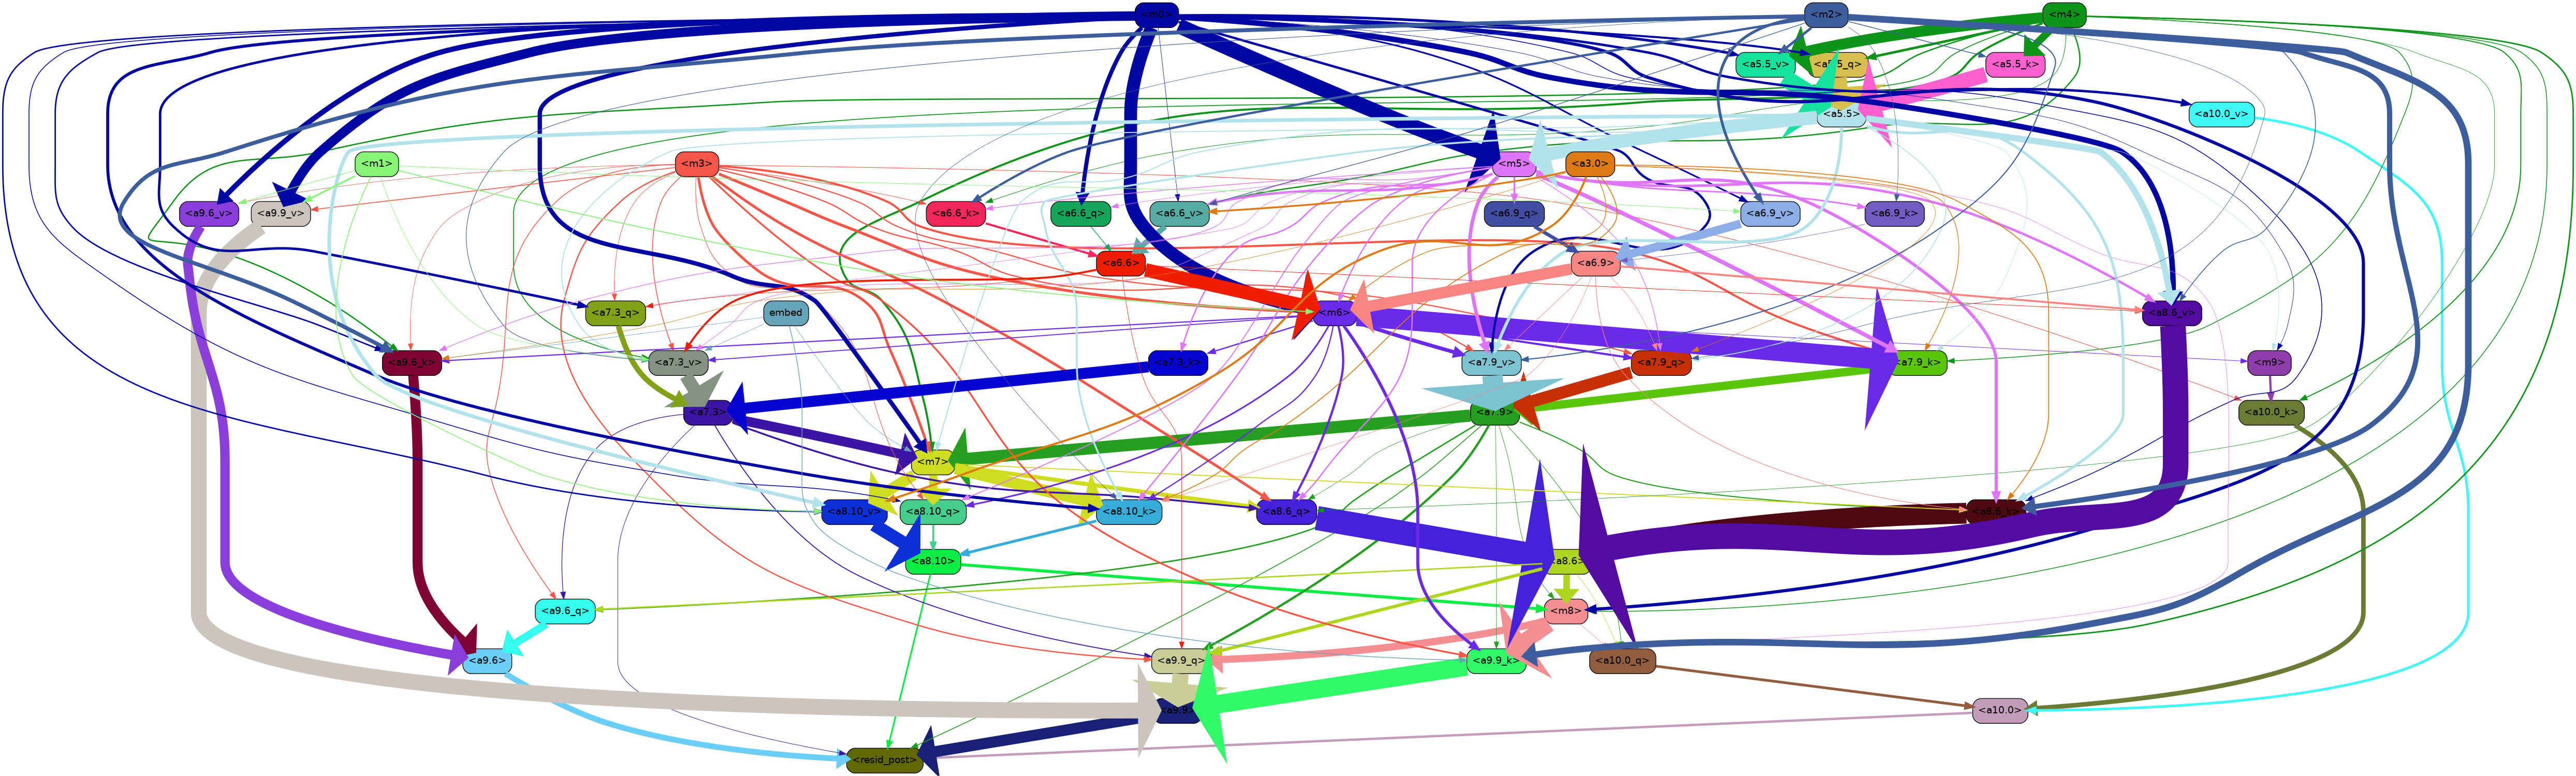 <m0> <m2> <m4>
<a5.5_v> <a5.5_q> <a5.5_k>
<a10.0_v>
<a5.5>
<m1> <m3> <m5> <a3.0>
<a9.6_v> <a9.9_v> <a6.6_k> <a6.6_q> <a6.6_v> <a6.9_q> <a6.9_v> <a6.9_k>
<a6.6> <a6.9>
<a7.3_q> embed <m6> <a8.6_v>
<a9.6_k> <a7.3_v> <a7.3_k> <a7.9_v> <a7.9_q> <a7.9_k> <m9>
<a7.3> <a7.9> <a10.0_k>
<m7>
<a8.10_v> <a8.10_q> <a8.10_k> <a8.6_q> <a8.6_k>
<a8.10> <a8.6>
<a9.6_q> <m8>
<a9.6> <a9.9_q> <a9.9_k> <a10.0_q>
<a9.9> <a10.0>
<resid_post>